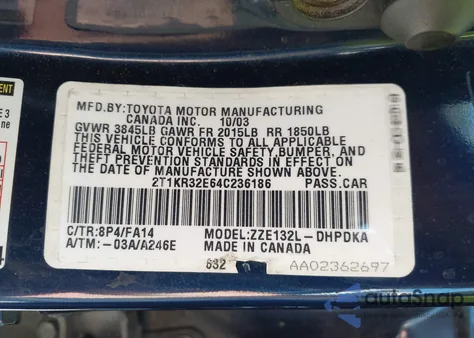 MFD.BY:TOYOTA MOTOR MANUFACTURING
CANADA INC. 10/03
GVWR 3845LB GAWR FR 2015LB RR 1850LB
THIS VEHICLE CONFORMS TO ALL APPLICABLE
FEDERAL MOTOR VEHICLE SAFETY,BUMPER, AND
THEFT PREVENTION STANDARDS IN EFFECT ON
THE DATE OF MANUFACTURE SHOWN ABOVE.
2T1KR32E64C236186 PASS.CAR
C/TR:8P4/FA14 MODEL:ZZE132L-DHPDKA
A/TM:-03A/A246E MADE IN CANADA
632 AA02362697
autoSnap